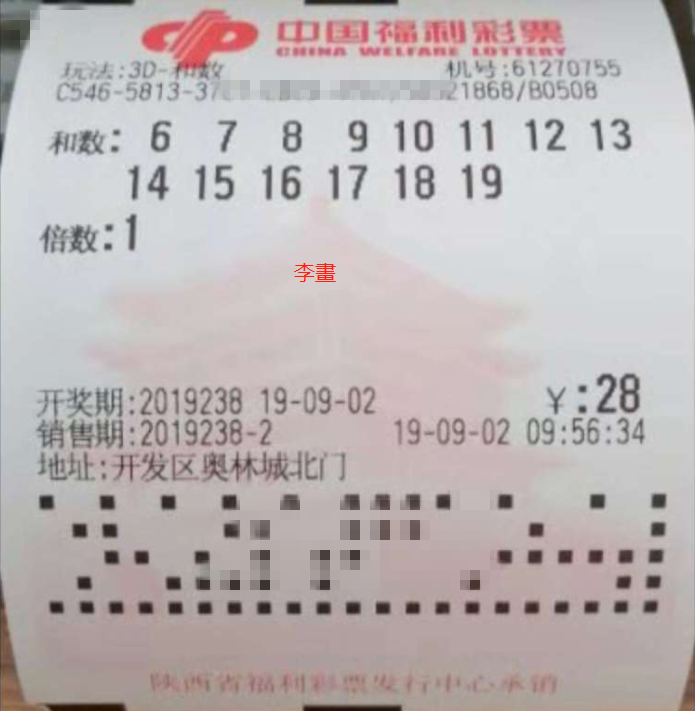 中国福利彩票
CHINA WELFARE LOTTERY
玩法:3D-和数 机号:61270755
C546-5813-37 21868/B0508
和数: 6 7 8 9 10 11 12 13
14 15 16 17 18 19
倍数:1
李畫
开奖期:2019238 19-09-02 ¥:28
销售期:2019238-2 19-09-02 09:56:34
地址:开发区奥林城北门
陕西省福利彩票发行中心承销